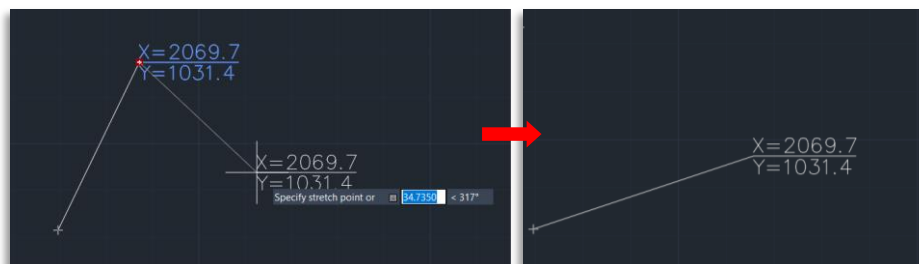 X=2069.7
Y=1031.4
X=2069.7
Y=1031.4
Specify stretch point or 34.7350 < 317°
X=2069.7
Y=1031.4